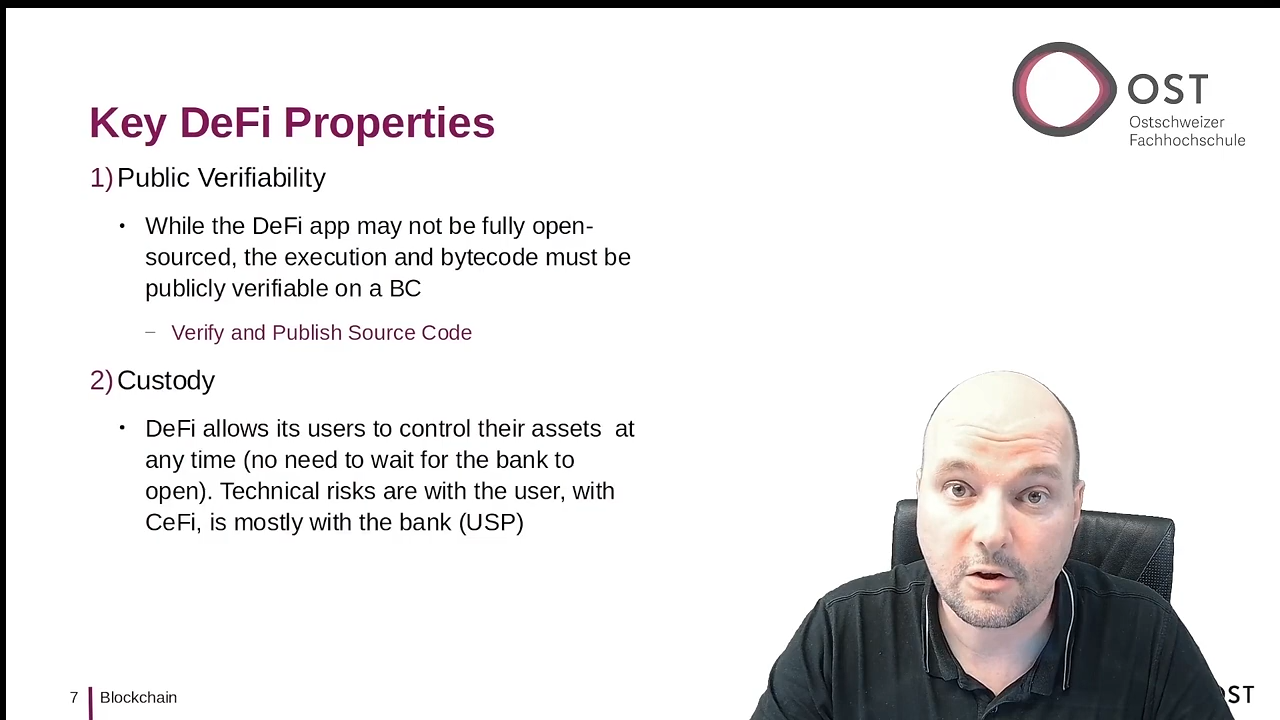 Key DeFi Properties
OST
Ostschweizer
Fachhochschule
1) Public Verifiability
• While the DeFi app may not be fully open-
sourced, the execution and bytecode must be
publicly verifiable on a BC
– Verify and Publish Source Code
2) Custody
• DeFi allows its users to control their assets  at
any time (no need to wait for the bank to
open). Technical risks are with the user, with
CeFi, is mostly with the bank (USP)
7 Blockchain